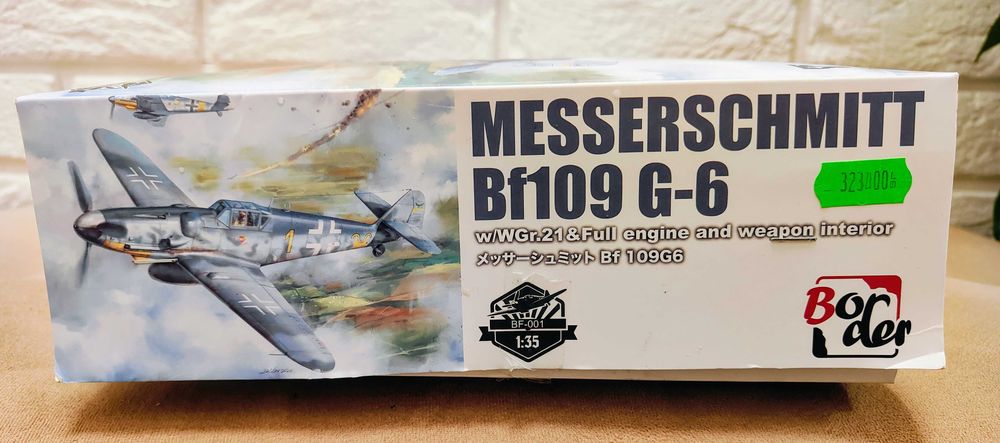 MESSERSCHMITT
Bf109 G-6
w/WGr.21&Full engine and weapon interior
メッサーシュミット Bf 109G6
BF-001
1:35
Border